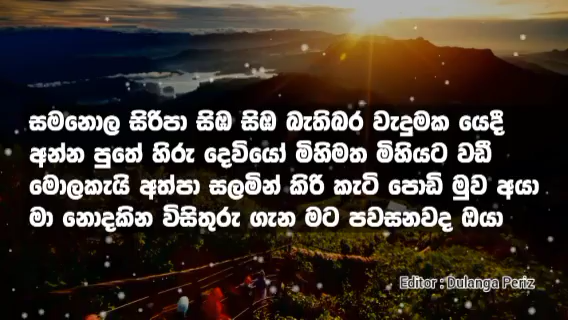 සමනොල සිරිපා සිඹ සිඹ බැතිබර වැදුමක යෙදී
අන්න පුතේ හිරු දෙවියෝ මිහිමත මිහියට වඩී
මොලකැයි අත්පා සලමින් කිරි කැටි පොඩි මුව අයා
මා නොදකින විසිතුරු ගැන මට පවසනවද ඔයා
Editor : Dulanga Periz